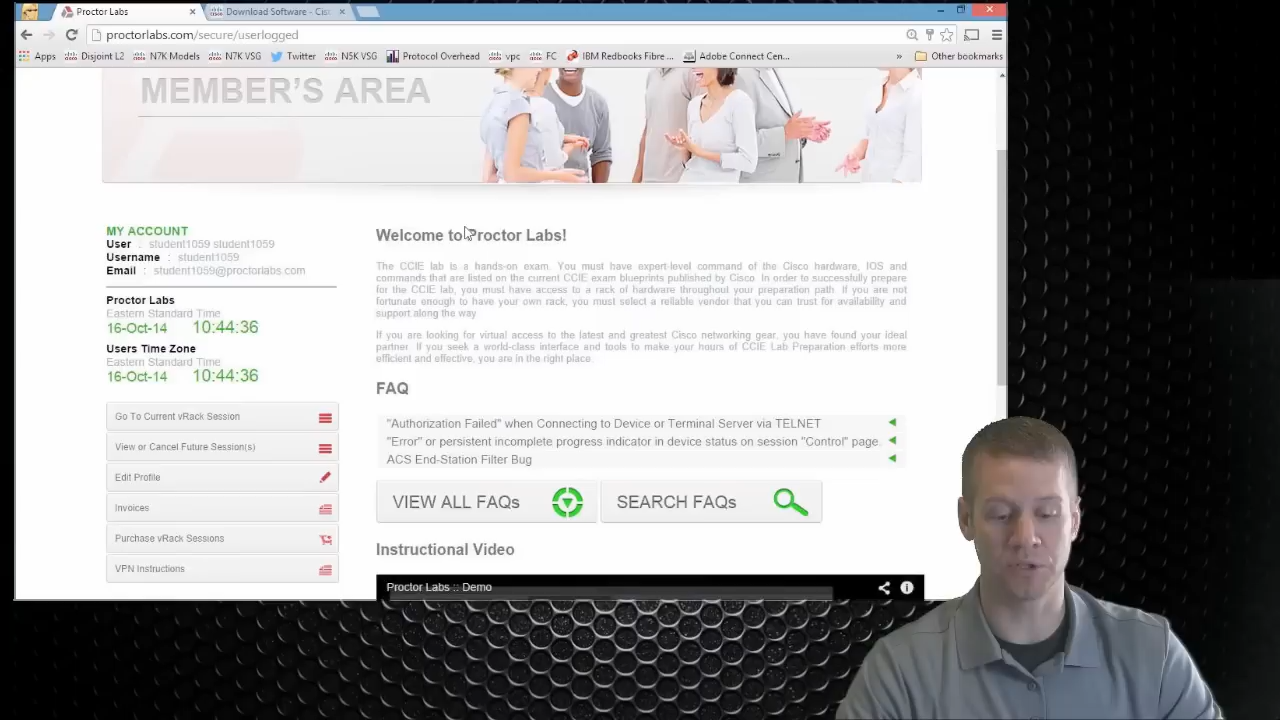 Proctor Labs
Download Software - Cisc
proctorlabs.com/secure/userlogged
Apps Disjoint L2 N7K Models N7K VSG Twitter N5K VSG Protocol Overhead vpc FC IBM Redbooks Fibre ... Adobe Connect Cen... » Other bookmarks
MEMBER'S AREA
MY ACCOUNT
User : student1059 student1059
Username : student1059
Email : student1059@proctorlabs.com
Proctor Labs
Eastern Standard Time
16-Oct-14 10:44:36
Users Time Zone
Eastern Standard Time
16-Oct-14 10:44:36
Go To Current vRack Session
View or Cancel Future Session(s)
Edit Profile
Invoices
Purchase vRack Sessions
VPN Instructions
Welcome to Proctor Labs!
The CCIE lab is a hands-on exam. You must have expert-level command of the Cisco hardware, IOS and
commands that are listed on the current CCIE exam blueprints published by Cisco. In order to successfully prepare
for the CCIE lab, you must have access to a rack of hardware throughout your preparation path. If you are not
fortunate enough to have your own rack, you must select a reliable vendor that you can trust for availability and
support along the way.
If you are looking for virtual access to the latest and greatest Cisco networking gear, you have found your ideal
partner. If you seek a world-class interface and tools to make your hours of CCIE Lab Preparation efforts more
efficient and effective, you are in the right place.
FAQ
"Authorization Failed" when Connecting to Device or Terminal Server via TELNET
"Error" or persistent incomplete progress indicator in device status on session "Control" page
ACS End-Station Filter Bug
VIEW ALL FAQs
SEARCH FAQs
Instructional Video
Proctor Labs :: Demo